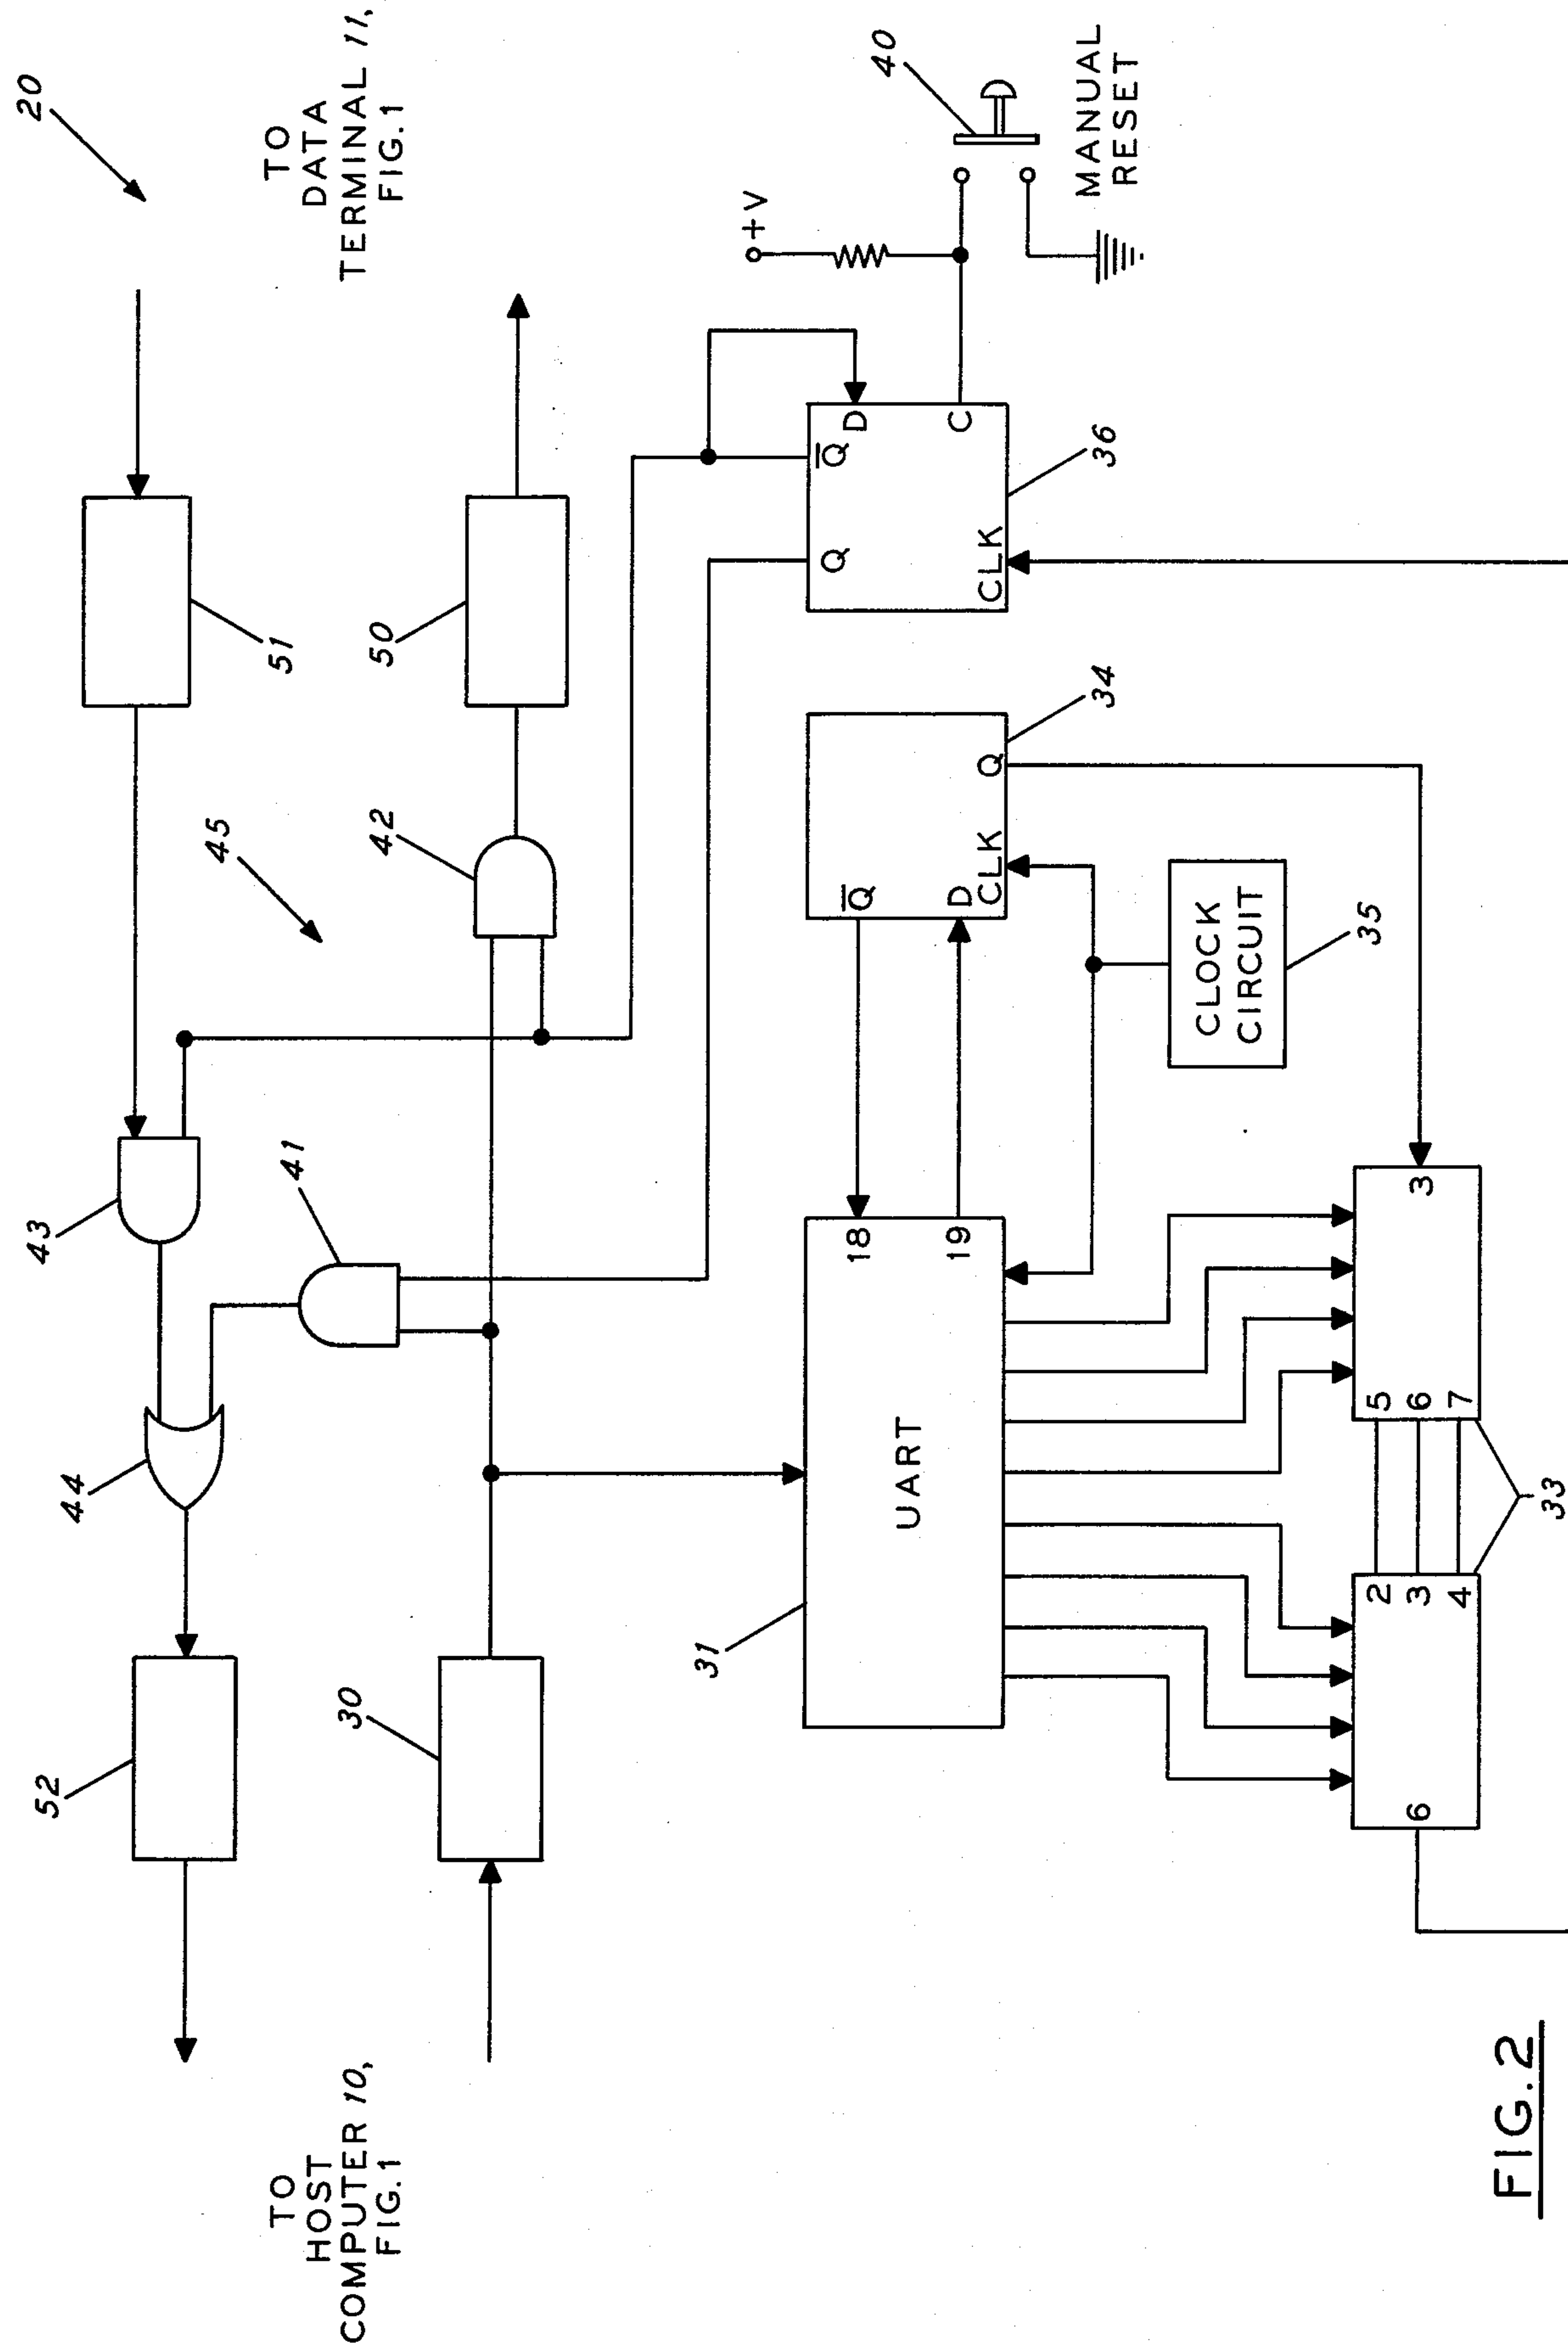 20
TO
DATA
TERMINAL 11,
FIG.1
51
50
40
+V
MANUAL
RESET
D
C
Q̅
Q
CLK
36
45
42
34
Q
CLK
D
Q̅
CLOCK
CIRCUIT
35
43
41
44
18
19
UART
31
3
5
6
7
33
2
3
4
6
52
30
TO
HOST
COMPUTER 10,
FIG.1
FIG.2